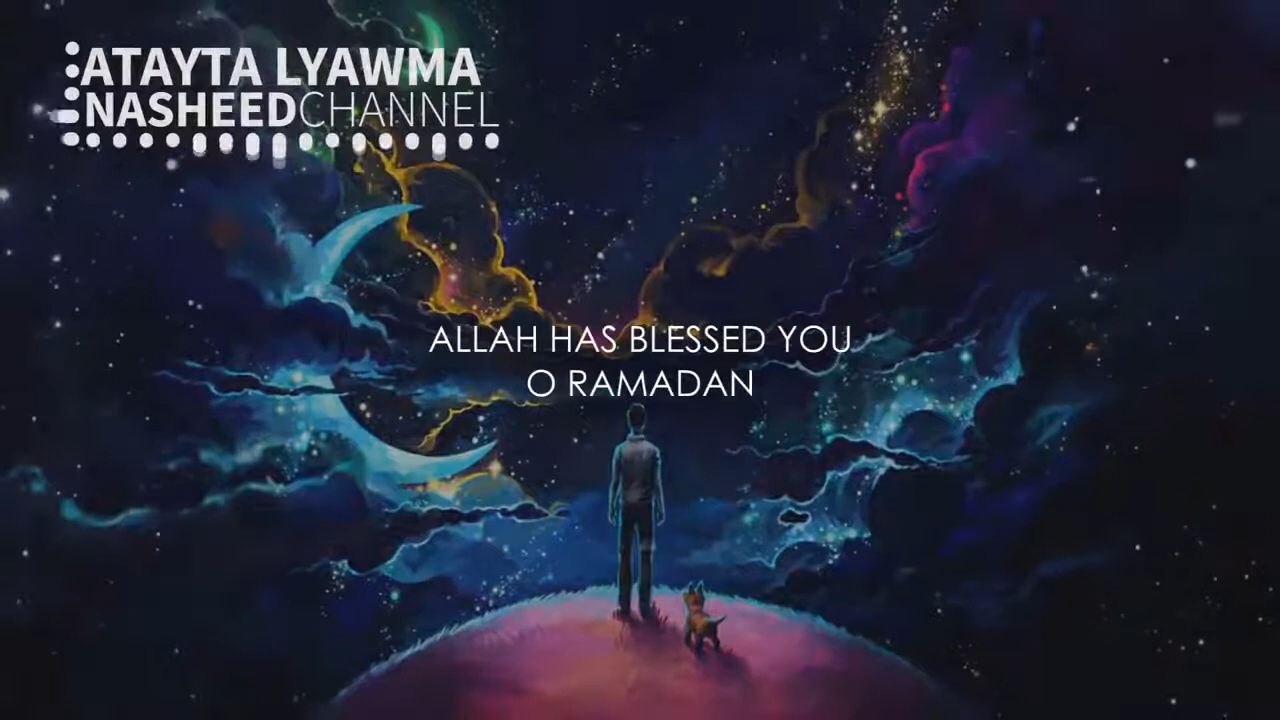 ATAYTA LYAWMA
NASHEEDCHANNEL
ALLAH HAS BLESSED YOU
O RAMADAN